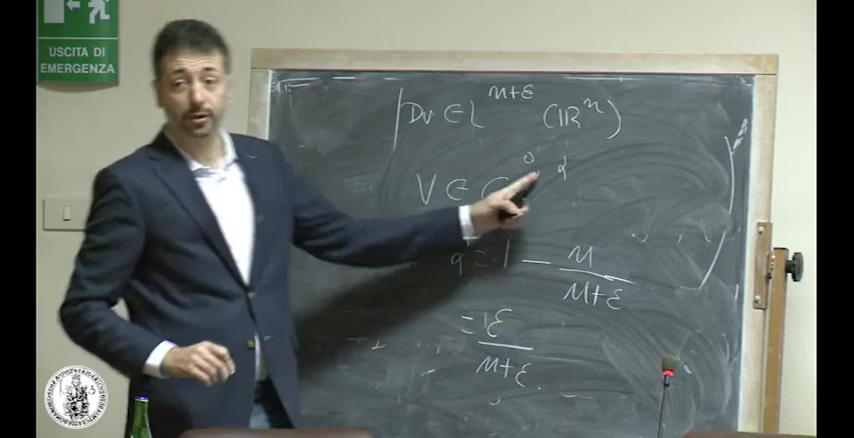 USCITA DI
EMERGENZA
Dv ∈ L^{n+ε} (ℝ^n)
v ∈ C^{0,α}
α = 1 - n/(n+ε)
= ε/(n+ε)